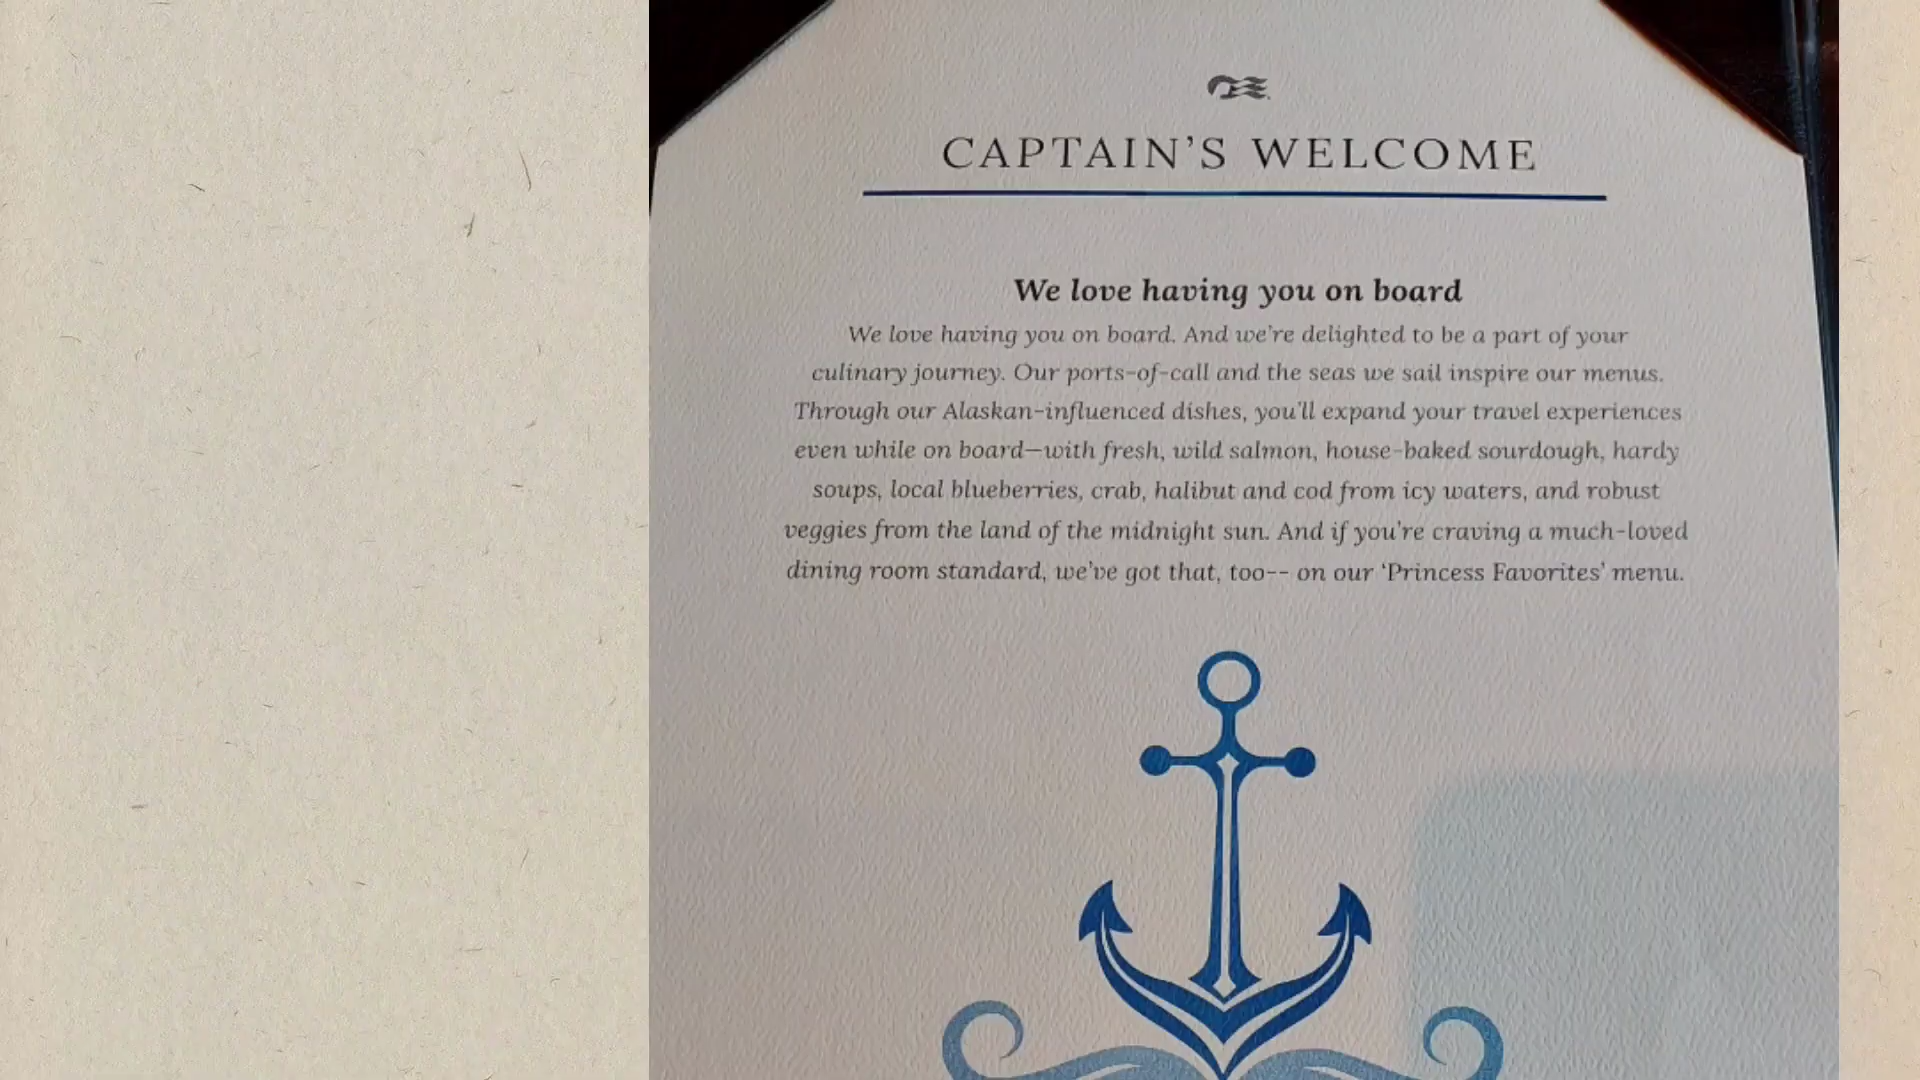 CAPTAIN'S WELCOME
We love having you on board
We love having you on board. And we're delighted to be a part of your
culinary journey. Our ports-of-call and the seas we sail inspire our menus.
Through our Alaskan-influenced dishes, you'll expand your travel experiences
even while on board—with fresh, wild salmon, house-baked sourdough, hardy
soups, local blueberries, crab, halibut and cod from icy waters, and robust
veggies from the land of the midnight sun. And if you're craving a much-loved
dining room standard, we've got that, too-- on our ‘Princess Favorites’ menu.